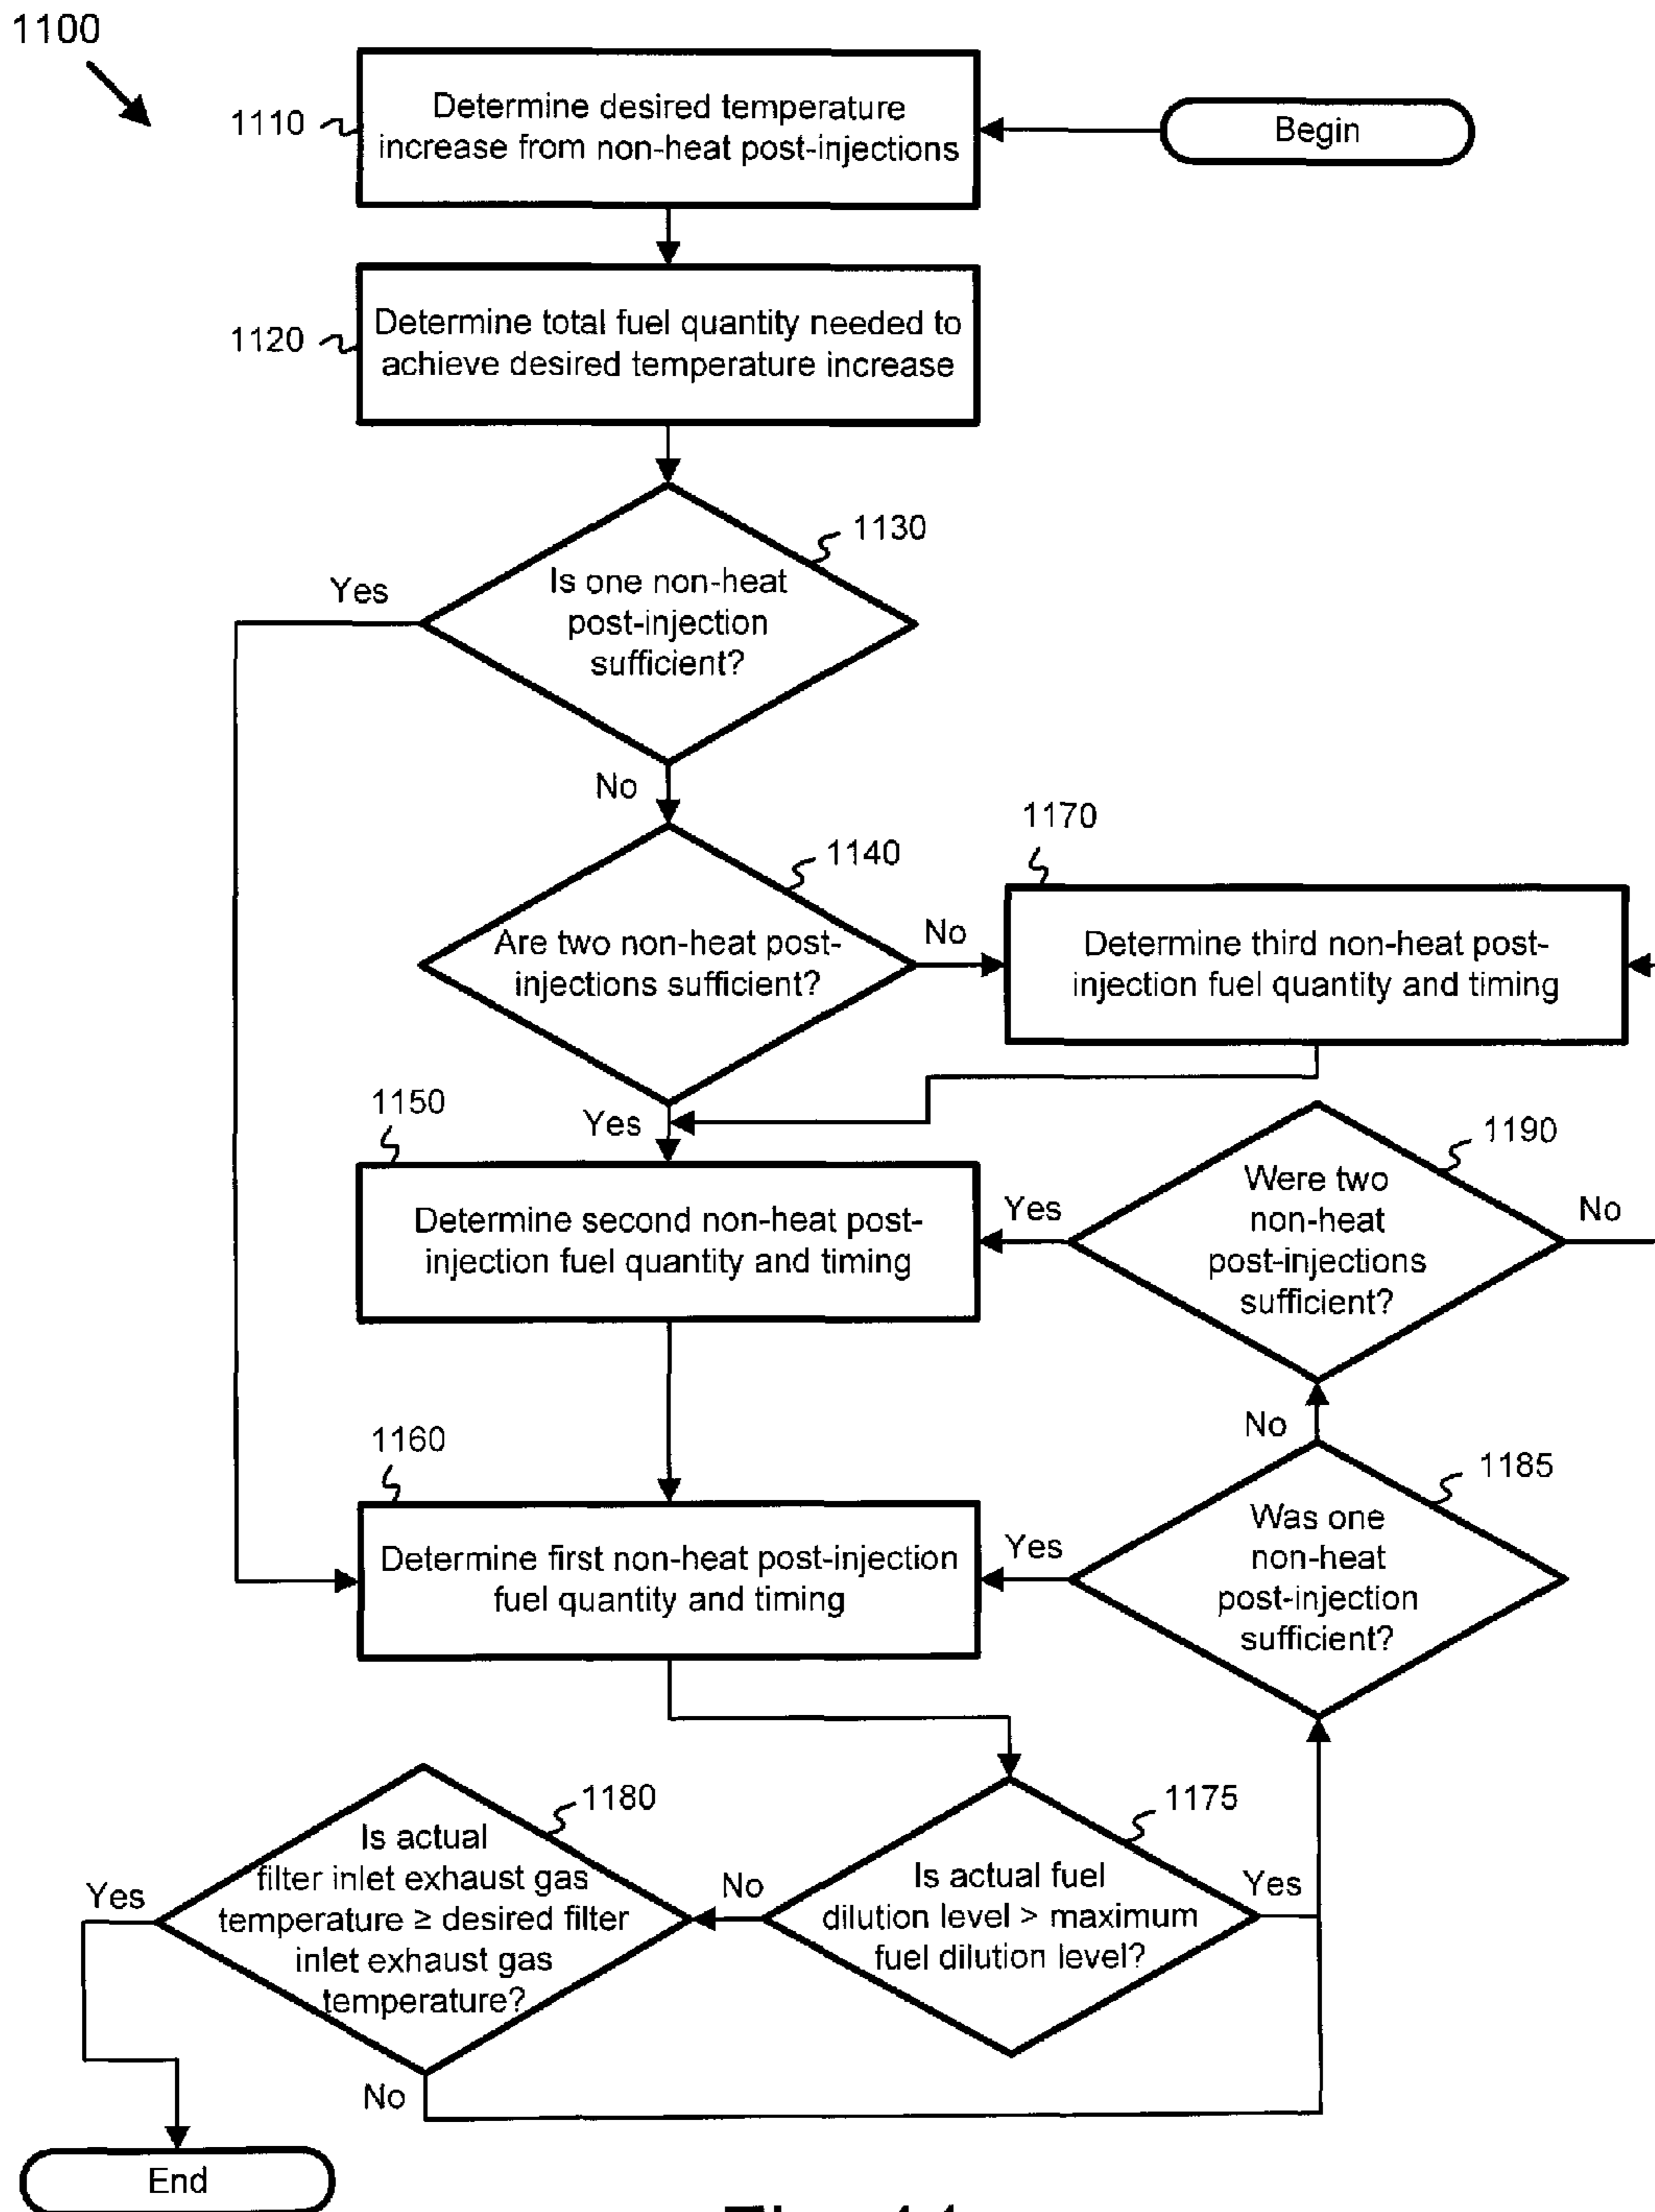 1100
Begin
1110
Determine desired temperature
increase from non-heat post-injections
1120
Determine total fuel quantity needed to
achieve desired temperature increase
1130
Is one non-heat
post-injection
sufficient?
Yes
No
1140
Are two non-heat post-
injections sufficient?
No
Yes
1170
Determine third non-heat post-
injection fuel quantity and timing
1150
Determine second non-heat post-
injection fuel quantity and timing
1190
Were two
non-heat
post-injections
sufficient?
Yes
No
1160
Determine first non-heat post-injection
fuel quantity and timing
1185
Was one
non-heat
post-injection
sufficient?
Yes
No
1175
Is actual fuel
dilution level > maximum
fuel dilution level?
Yes
No
1180
Is actual
filter inlet exhaust gas
temperature ≥ desired filter
inlet exhaust gas
temperature?
Yes
No
End